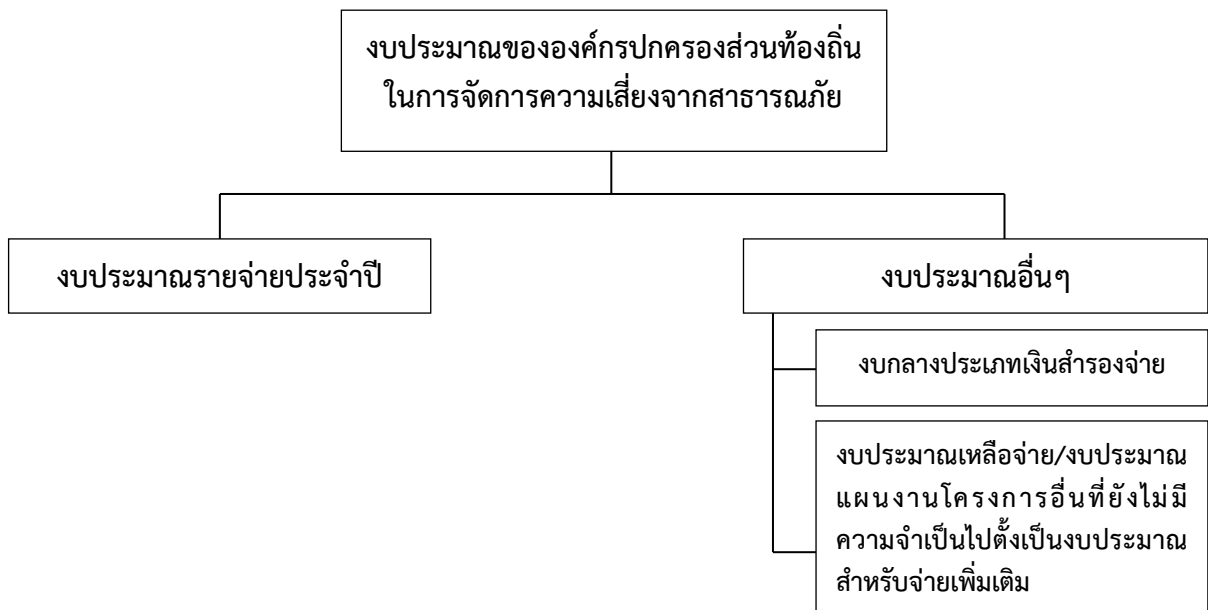 งบประมาณขององค์กรปกครองส่วนท้องถิ่น
ในการจัดการความเสี่ยงจากสาธารณภัย
งบประมาณรายจ่ายประจำปี
งบประมาณอื่นๆ
งบกลางประเภทเงินสำรองจ่าย
งบประมาณเหลือจ่าย/งบประมาณ
แผนงานโครงการอื่นที่ยังไม่มี
ความจำเป็นไปตั้งเป็นงบประมาณ
สำหรับจ่ายเพิ่มเติม